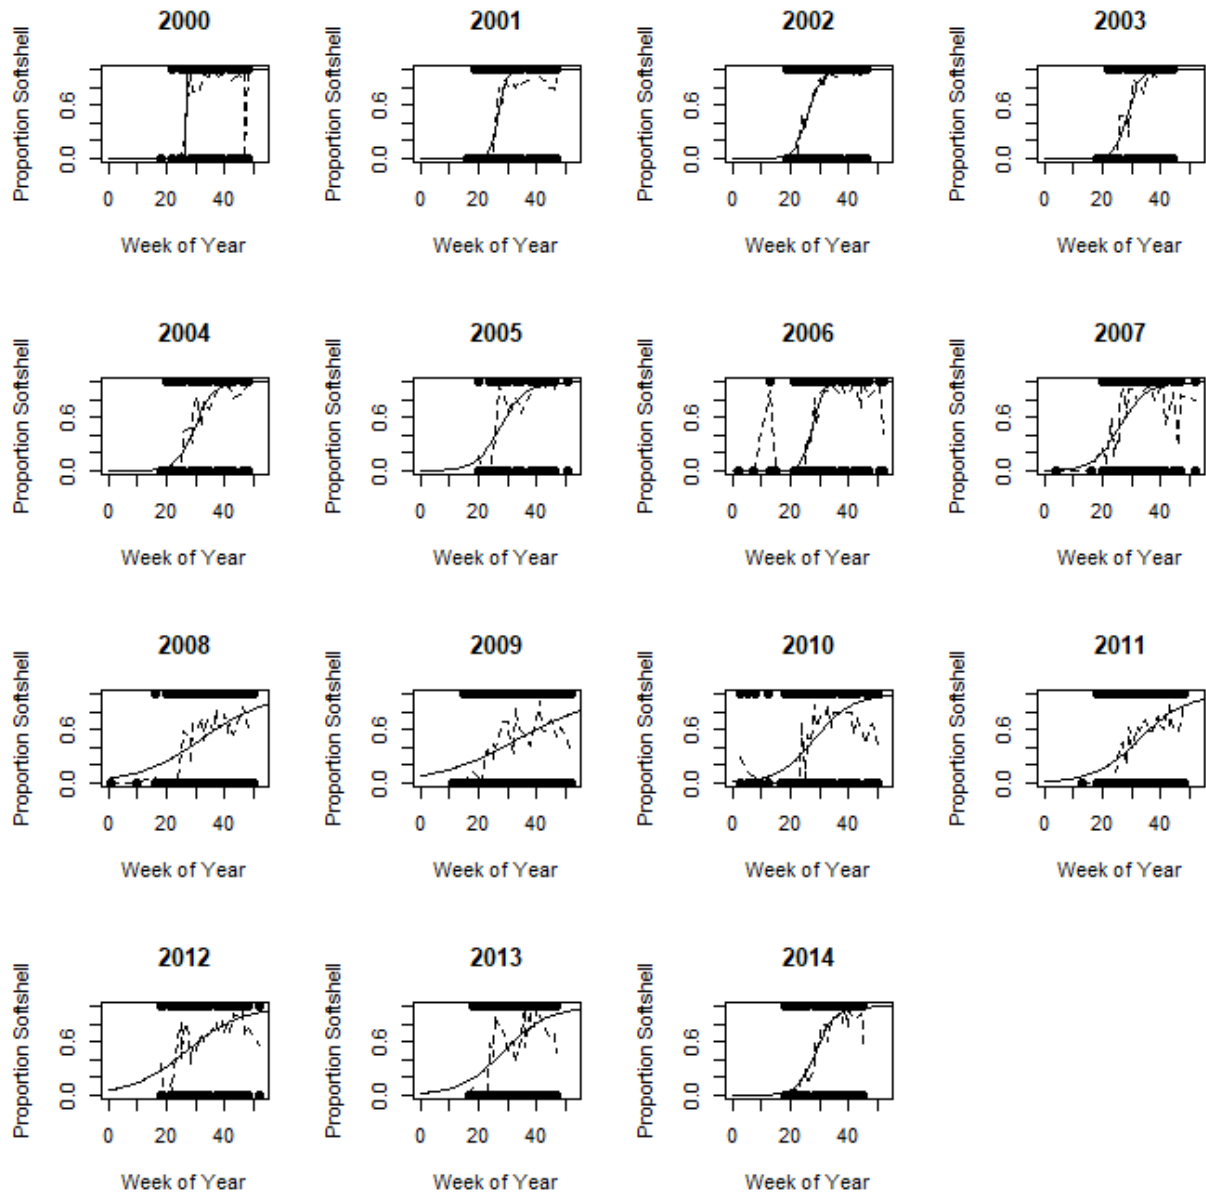 2000 2001 2002 2003
Proportion Softshell Proportion Softshell Proportion Softshell Proportion Softshell
0.6 0.6 0.6 0.6
0.0 0.0 0.0 0.0
0 20 40 0 20 40 0 20 40 0 20 40
Week of Year Week of Year Week of Year Week of Year
2004 2005 2006 2007
Proportion Softshell Proportion Softshell Proportion Softshell Proportion Softshell
0.6 0.6 0.6 0.6
0.0 0.0 0.0 0.0
0 20 40 0 20 40 0 20 40 0 20 40
Week of Year Week of Year Week of Year Week of Year
2008 2009 2010 2011
Proportion Softshell Proportion Softshell Proportion Softshell Proportion Softshell
0.6 0.6 0.6 0.6
0.0 0.0 0.0 0.0
0 20 40 0 20 40 0 20 40 0 20 40
Week of Year Week of Year Week of Year Week of Year
2012 2013 2014
Proportion Softshell Proportion Softshell Proportion Softshell
0.6 0.6 0.6
0.0 0.0 0.0
0 20 40 0 20 40 0 20 40
Week of Year Week of Year Week of Year